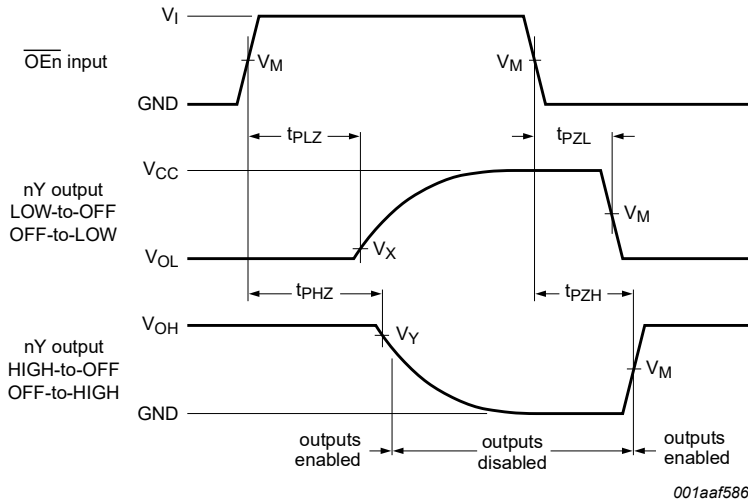 V_I
OEn input
V_M
V_M
GND
t_PLZ
t_PZL
V_CC
nY output
LOW-to-OFF
OFF-to-LOW
V_M
V_X
V_OL
t_PHZ
t_PZH
V_OH
V_Y
nY output
HIGH-to-OFF
OFF-to-HIGH
V_M
GND
outputs
enabled
outputs
disabled
outputs
enabled
001aaf586